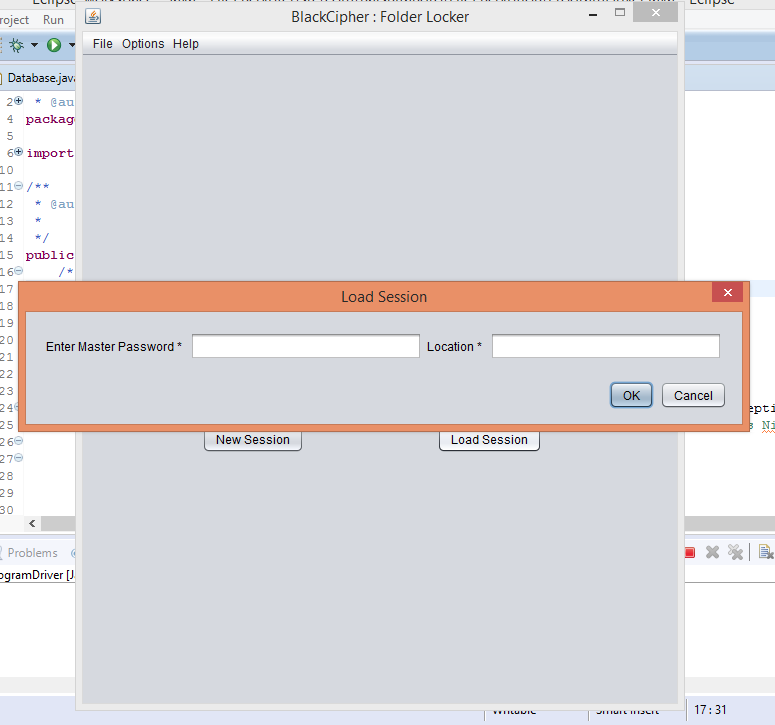 BlackCipher : Folder Locker
Eclipse
roject Run
File Options Help
Database.java
2 * @au
4 packag
5
6 import
10
11 /**
12 * @au
13 *
14 */
15 public
16 /*
17
18
Load Session
19
20 Enter Master Password * Location *
21
22
23 OK Cancel
24 epti
25 s Ni
26 New Session Load Session
27
28
29
30
Problems
ogramDriver [J
Writable Smart Insert 17 : 31